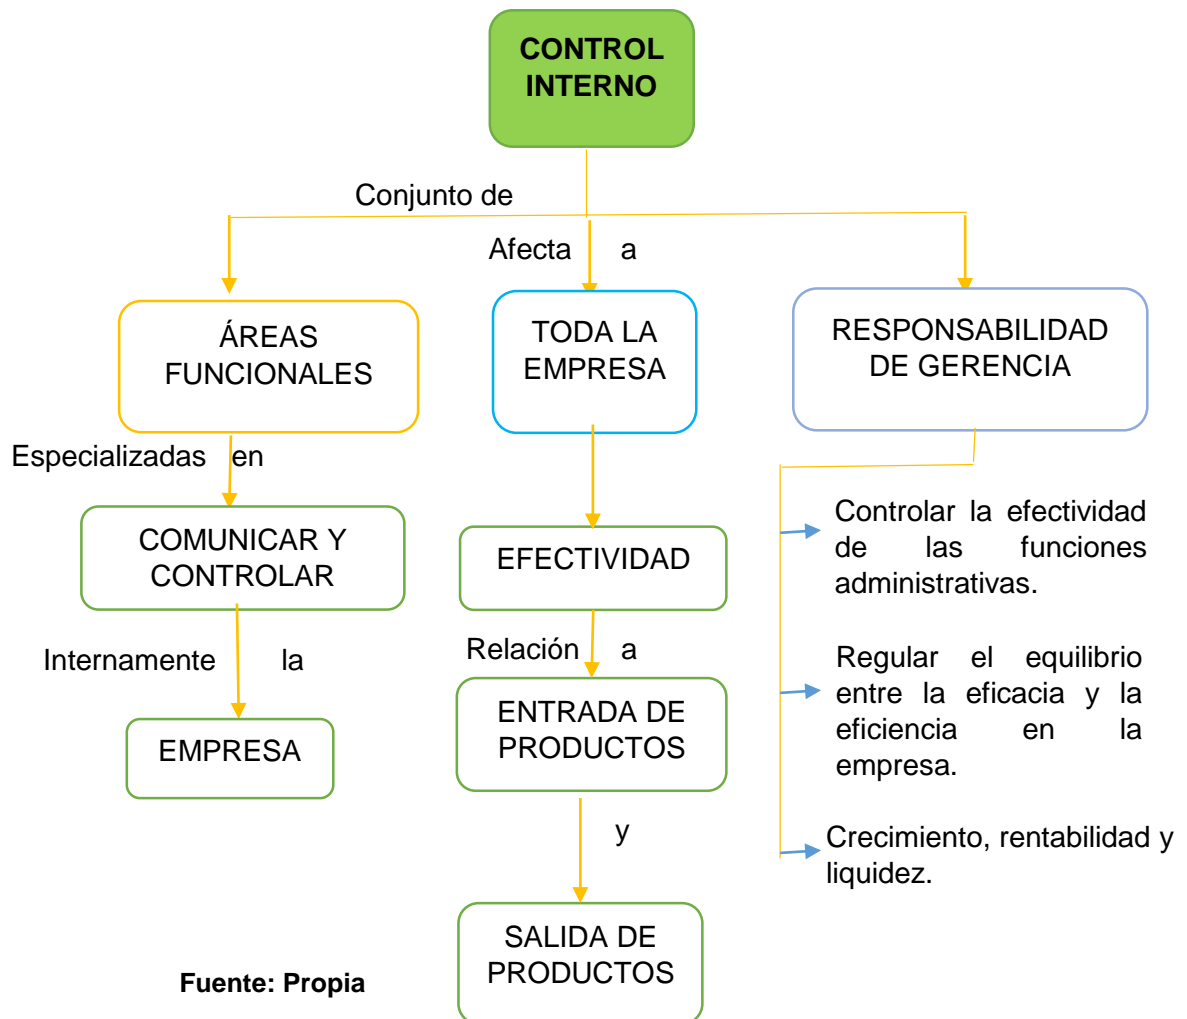 CONTROL
INTERNO
Conjunto de
Afecta a
ÁREAS
FUNCIONALES
TODA LA
EMPRESA
RESPONSABILIDAD
DE GERENCIA
Especializadas en
COMUNICAR Y
CONTROLAR
Internamente la
EMPRESA
EFECTIVIDAD
Relación a
ENTRADA DE
PRODUCTOS
y
SALIDA DE
PRODUCTOS
Controlar la efectividad
de las funciones
administrativas.
Regular el equilibrio
entre la eficacia y la
eficiencia en la
empresa.
Crecimiento, rentabilidad y
liquidez.
Fuente: Propia